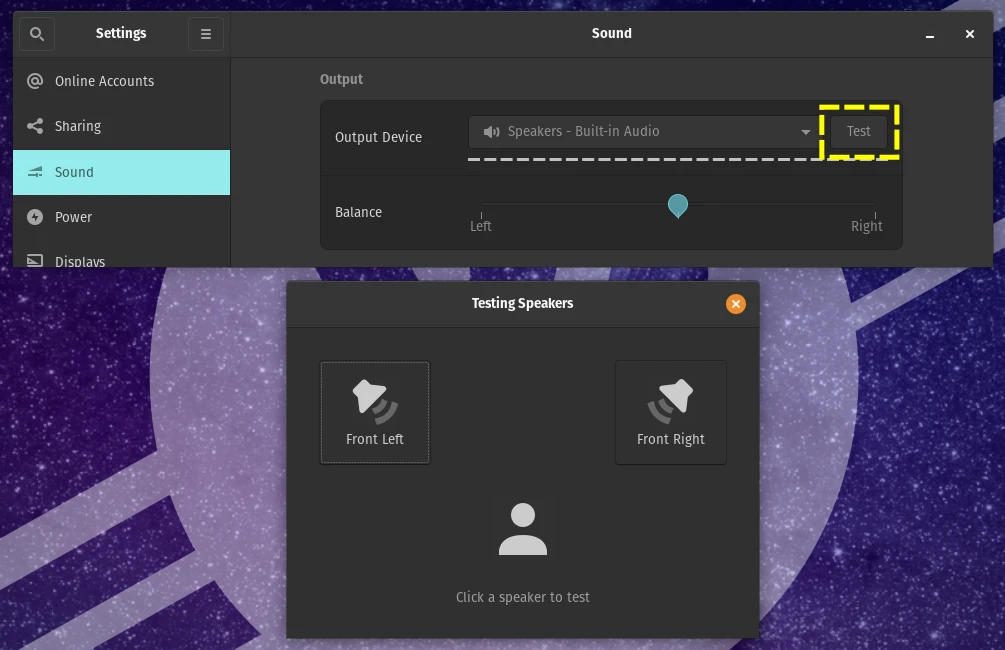 Settings
Sound
Online Accounts
Sharing
Sound
Power
Displays
Output
Output Device
Speakers - Built-in Audio
Test
Balance
Left
Right
Testing Speakers
Front Left
Front Right
Click a speaker to test